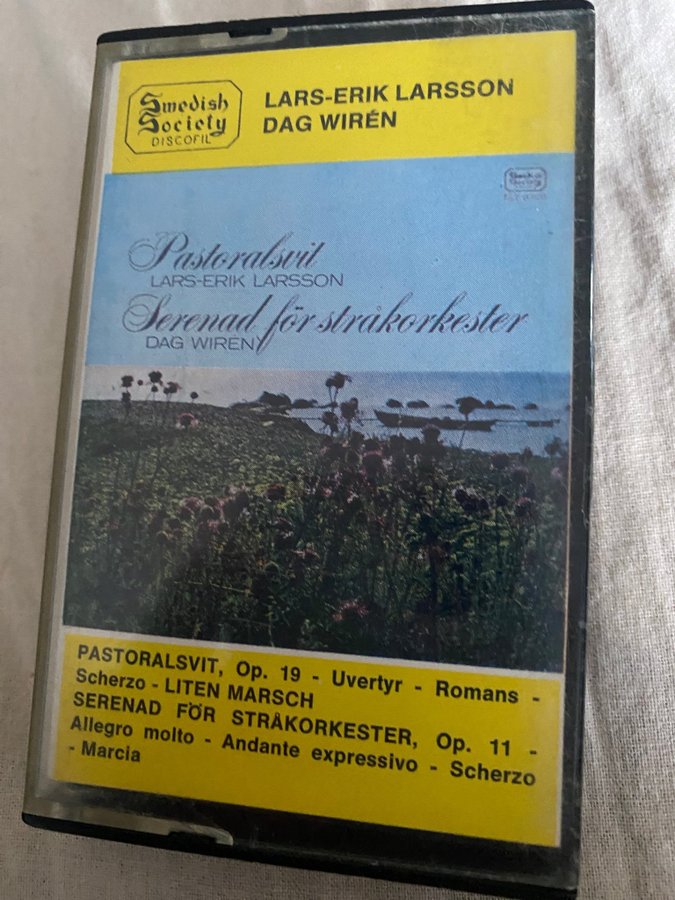 Swedish
Society
DISCOFIL
LARS-ERIK LARSSON
DAG WIRÉN
Pastoralsvit
LARS-ERIK LARSSON
Serenad för stråkorkester
DAG WIREN
PASTORALSVIT, Op. 19 - Uvertyr - Romans -
Scherzo - LITEN MARSCH
SERENAD FÖR STRÅKORKESTER, Op. 11 -
Allegro molto - Andante expressivo - Scherzo
- Marcia